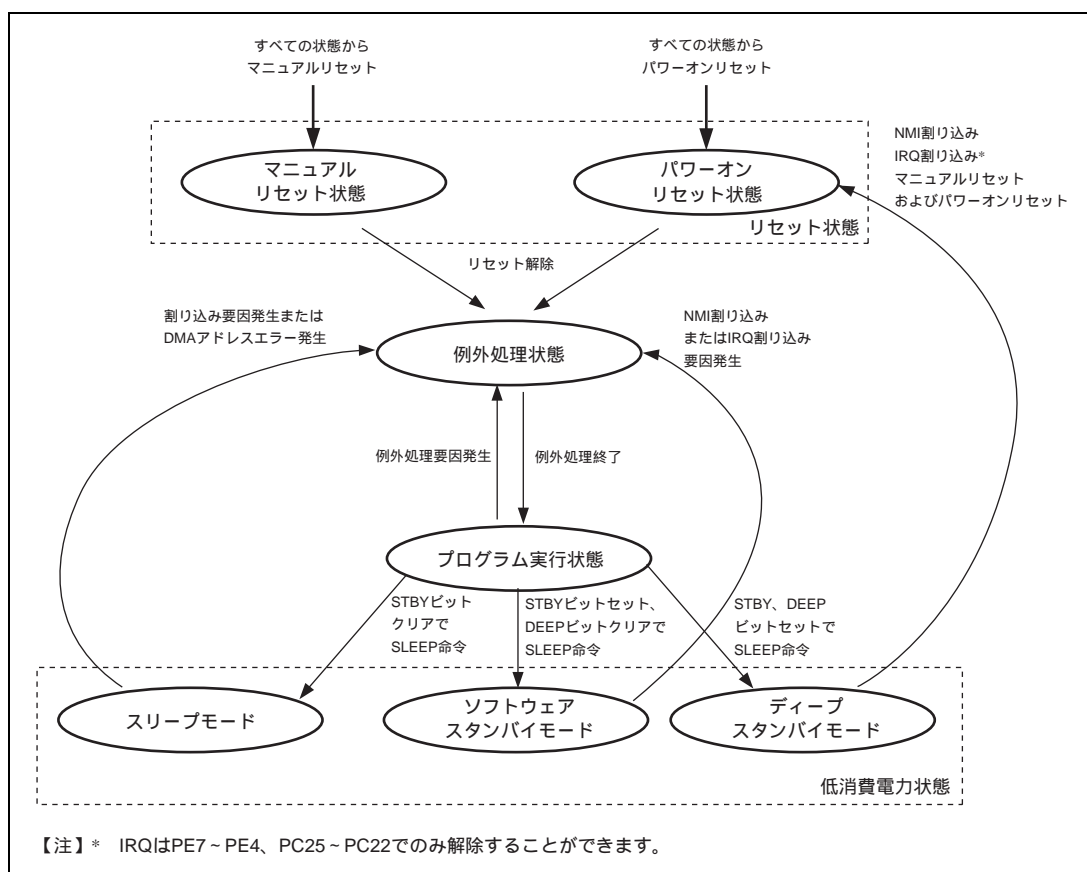 すべての状態から
マニュアルリセット
すべての状態から
パワーオンリセット
NMI割り込み
IRQ割り込み*
マニュアルリセット
およびパワーオンリセット
マニュアル
リセット状態
パワーオン
リセット状態
リセット状態
リセット解除
割り込み要因発生または
DMAアドレスエラー発生
NMI割り込み
またはIRQ割り込み
要因発生
例外処理状態
例外処理要因発生
例外処理終了
プログラム実行状態
STBYビット
クリアで
SLEEP命令
STBYビットセット、
DEEPビットクリアで
SLEEP命令
STBY、DEEP
ビットセットで
SLEEP命令
スリープモード
ソフトウェア
スタンバイモード
ディープ
スタンバイモード
低消費電力状態
【注】* IRQはPE7~PE4、PC25~PC22でのみ解除することができます。